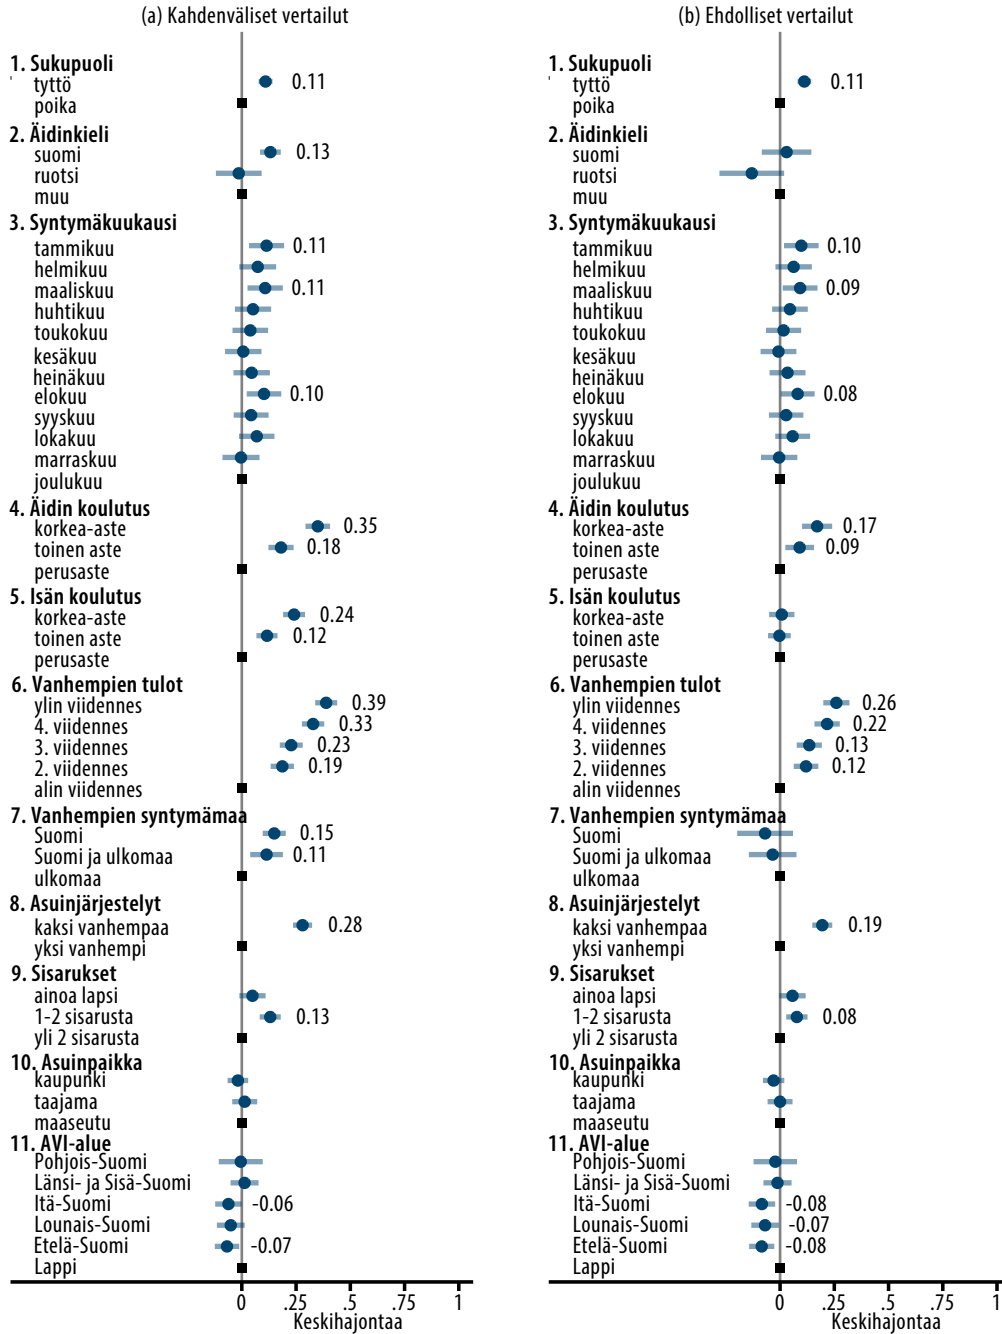 (a) Kahdenväliset vertailut
1. Sukupuoli
tyttö 0.11
poika
2. Äidinkieli
suomi 0.13
ruotsi
muu
3. Syntymäkuukausi
tammikuu 0.11
helmikuu
maaliskuu 0.11
huhtikuu
toukokuu
kesäkuu
heinäkuu
elokuu 0.10
syyskuu
lokakuu
marraskuu
joulukuu
4. Äidin koulutus
korkea-aste 0.35
toinen aste 0.18
perusaste
5. Isän koulutus
korkea-aste 0.24
toinen aste 0.12
perusaste
6. Vanhempien tulot
ylin viidennes 0.39
4. viidennes 0.33
3. viidennes 0.23
2. viidennes 0.19
alin viidennes
7. Vanhempien syntymämaa
Suomi 0.15
Suomi ja ulkomaa 0.11
ulkomaa
8. Asuinjärjestelyt
kaksi vanhempaa 0.28
yksi vanhempi
9. Sisarukset
ainoa lapsi
1-2 sisarusta 0.13
yli 2 sisarusta
10. Asuinpaikka
kaupunki
taajama
maaseutu
11. AVI-alue
Pohjois-Suomi
Länsi- ja Sisä-Suomi
Itä-Suomi -0.06
Lounais-Suomi
Etelä-Suomi -0.07
Lappi
0 .25 .5 .75 1
Keskihajontaa
(b) Ehdolliset vertailut
1. Sukupuoli
tyttö 0.11
poika
2. Äidinkieli
suomi
ruotsi
muu
3. Syntymäkuukausi
tammikuu 0.10
helmikuu
maaliskuu 0.09
huhtikuu
toukokuu
kesäkuu
heinäkuu
elokuu 0.08
syyskuu
lokakuu
marraskuu
joulukuu
4. Äidin koulutus
korkea-aste 0.17
toinen aste 0.09
perusaste
5. Isän koulutus
korkea-aste
toinen aste
perusaste
6. Vanhempien tulot
ylin viidennes 0.26
4. viidennes 0.22
3. viidennes 0.13
2. viidennes 0.12
alin viidennes
7. Vanhempien syntymämaa
Suomi
Suomi ja ulkomaa
ulkomaa
8. Asuinjärjestelyt
kaksi vanhempaa 0.19
yksi vanhempi
9. Sisarukset
ainoa lapsi
1-2 sisarusta 0.08
yli 2 sisarusta
10. Asuinpaikka
kaupunki
taajama
maaseutu
11. AVI-alue
Pohjois-Suomi
Länsi- ja Sisä-Suomi
Itä-Suomi -0.08
Lounais-Suomi -0.07
Etelä-Suomi -0.08
Lappi
0 .25 .5 .75 1
Keskihajontaa